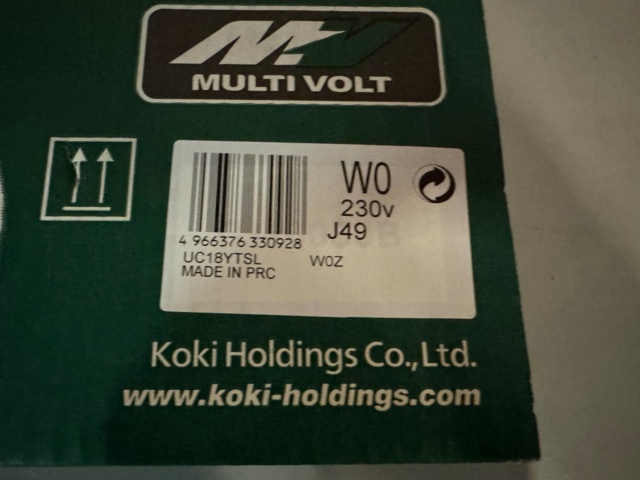 MV
MULTI VOLT
W0
230v
J49
4 966376 330928
UC18YTSL W0Z
MADE IN PRC
Koki Holdings Co., Ltd.
www.koki-holdings.com